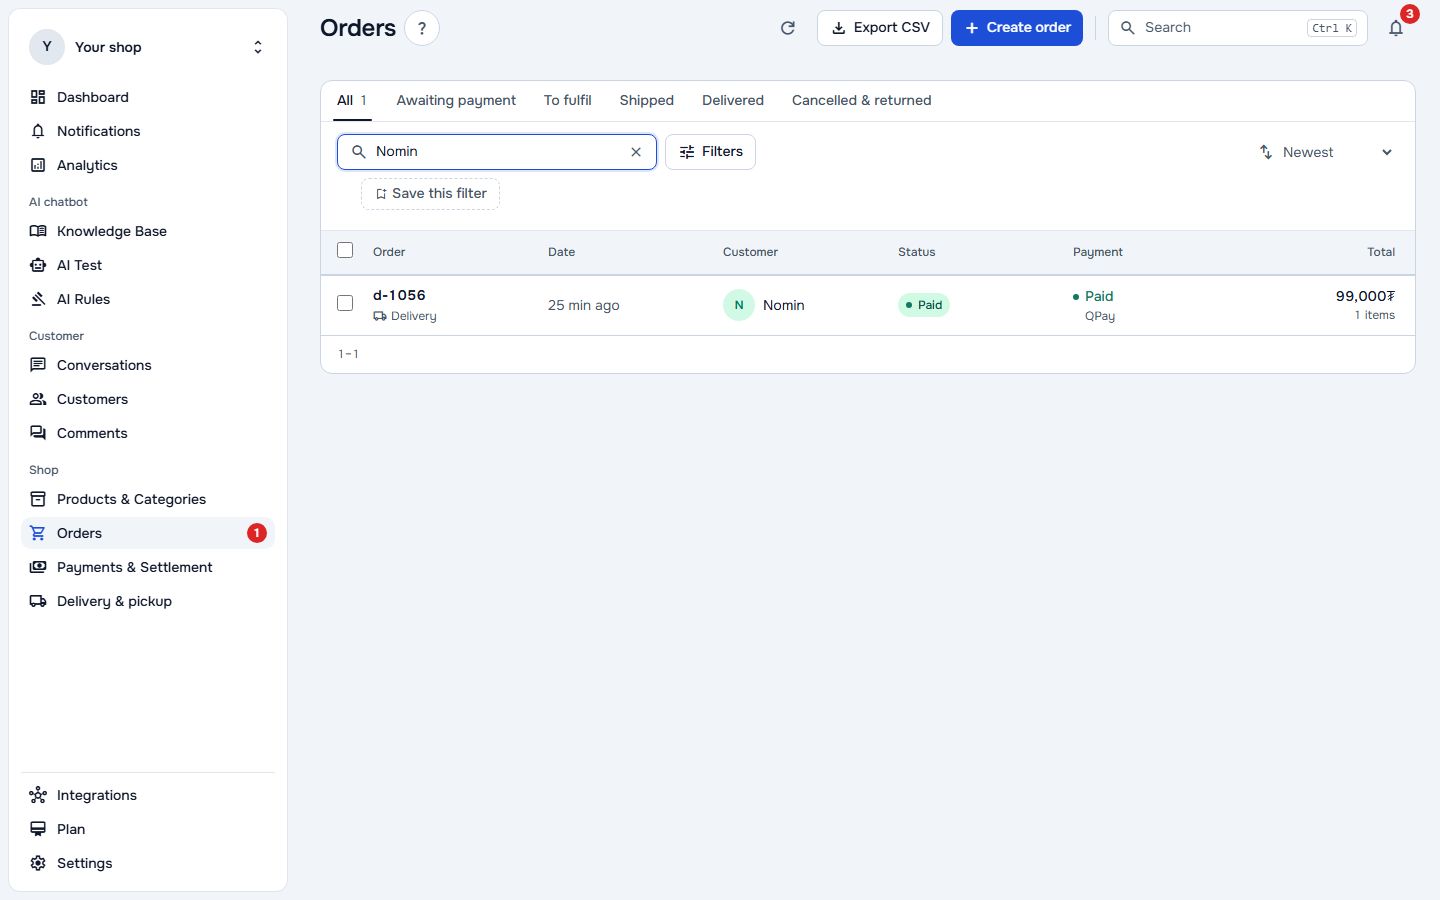 Y
Your shop
Dashboard
Notifications
Analytics
AI chatbot
Knowledge Base
AI Test
AI Rules
Customer
Conversations
Customers
Comments
Shop
Products & Categories
Orders 1
Payments & Settlement
Delivery & pickup
Integrations
Plan
Settings
Orders ?
Export CSV
+ Create order
Search Ctrl K
3
All 1 Awaiting payment To fulfil Shipped Delivered Cancelled & returned
Nomin
Filters
Newest
Save this filter
Order Date Customer Status Payment Total
d-1056 25 min ago N Nomin Paid Paid 99,000₮
Delivery QPay 1 items
1–1